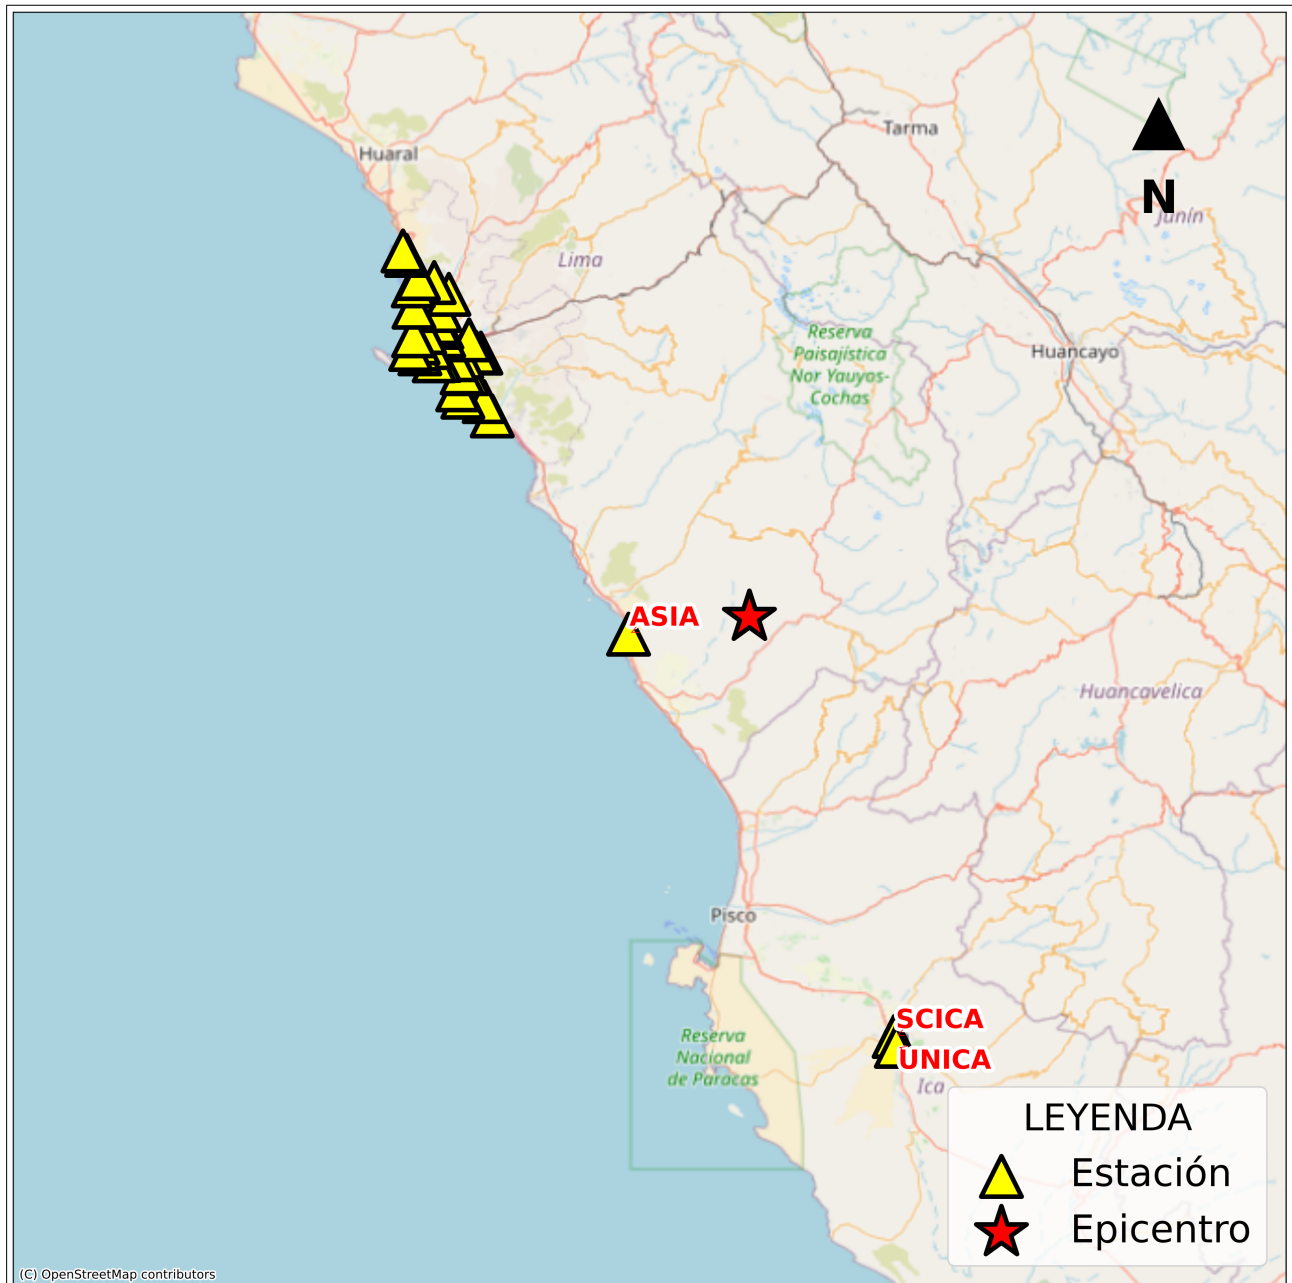 Tarma
Huaral
N
Junín
Lima
Reserva
Paisajística
Nor Yauyos-
Cochas
Huancayo
ASIA
Huancavelica
Pisco
SCICA
Reserva
Nacional
de Paracas
UNICA
Ica
LEYENDA
Estación
Epicentro
(C) OpenStreetMap contributors